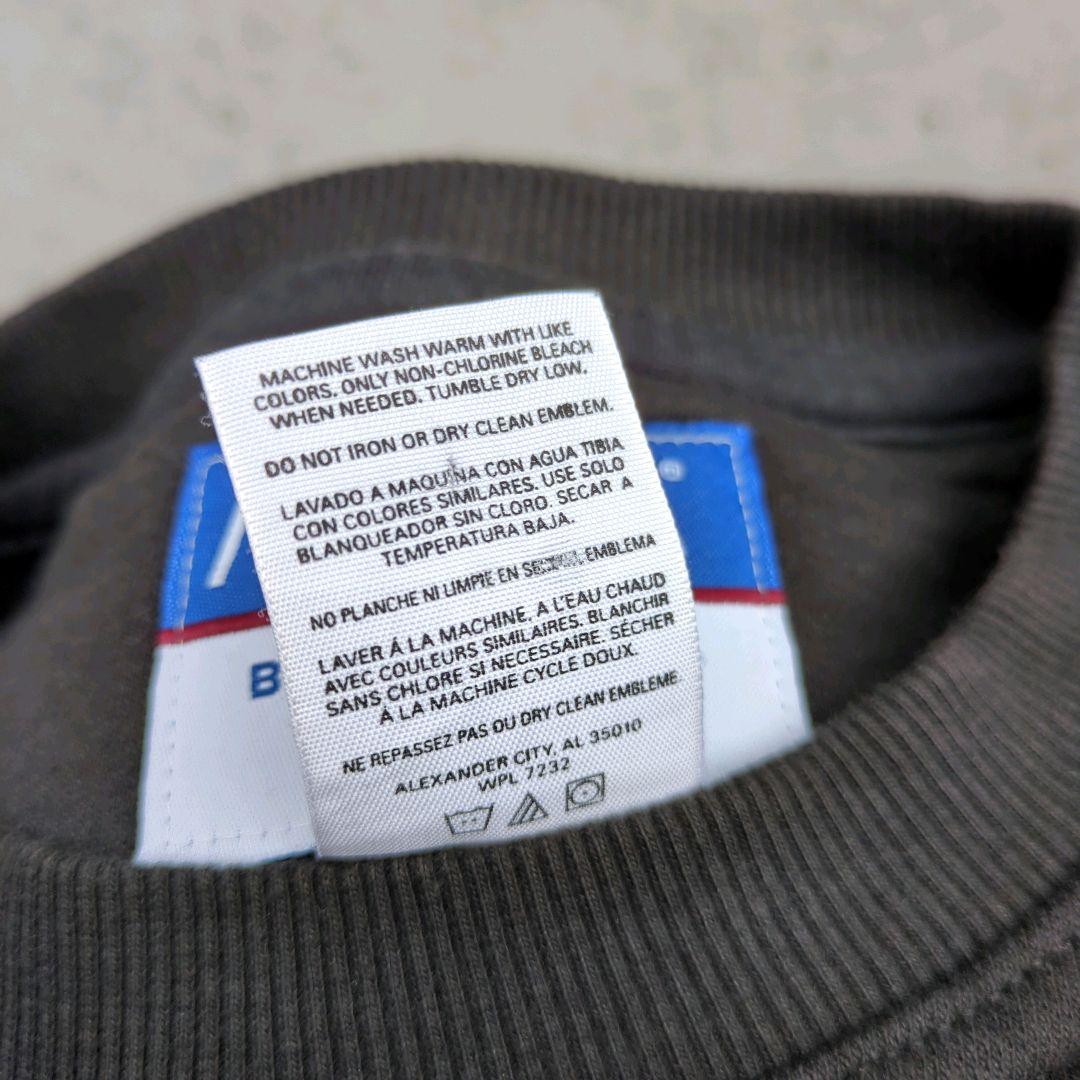 MACHINE WASH WARM WITH LIKE
COLORS. ONLY NON-CHLORINE BLEACH
WHEN NEEDED. TUMBLE DRY LOW.
DO NOT IRON OR DRY CLEAN EMBLEM.
LAVADO A MAQUINA CON AGUA TIBIA
CON COLORES SIMILARES. USE SOLO
BLANQUEADOR SIN CLORO. SECAR A
TEMPERATURA BAJA.
NO PLANCHE NI LIMPIE EN EMBLEMA
LAVER Á LA MACHINE, A L'EAU CHAUD
AVEC COULEURS SIMILAIRES. BLANCHIR
SANS CHLORE SI NECESSAIRE. SÉCHER
Á LA MACHINE CYCLE DOUX.
NE REPASSEZ PAS OU DRY CLEAN EMBLEME
ALEXANDER CITY, AL 35010
WPL 7232
®
B